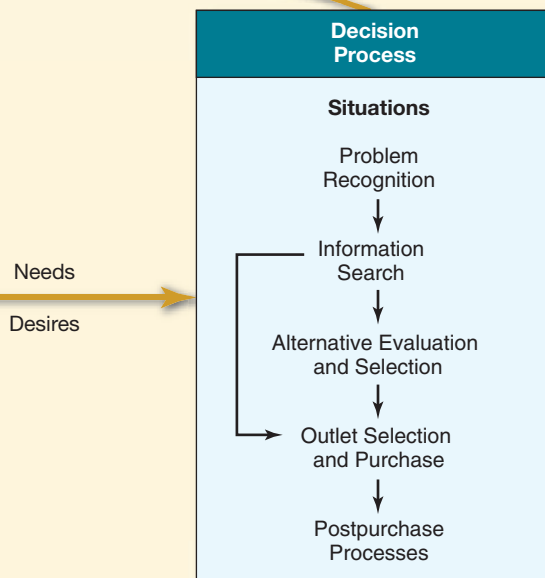 Decision
Process
Situations
Problem
Recognition
Information
Search
Needs
Desires
Alternative Evaluation
and Selection
Outlet Selection
and Purchase
Postpurchase
Processes